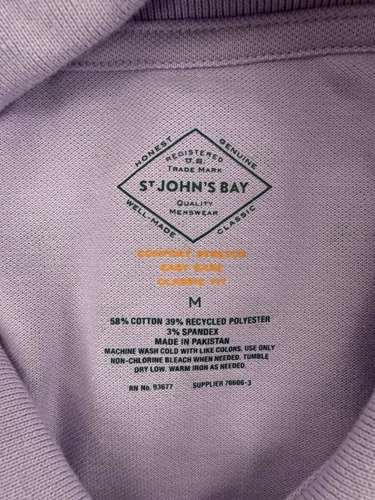 HONEST
GENUINE
REGISTERED
U.S.
TRADE MARK
ST JOHN'S BAY
QUALITY
MENSWEAR
WELL-MADE
CLASSIC
COMFORT STRETCH
EASY CARE
CLASSIC FIT
M
58% COTTON 39% RECYCLED POLYESTER
3% SPANDEX
MADE IN PAKISTAN
MACHINE WASH COLD WITH LIKE COLORS. USE ONLY
NON-CHLORINE BLEACH WHEN NEEDED. TUMBLE
DRY LOW. WARM IRON AS NEEDED.
RN No. 93677 SUPPLIER 76606-3